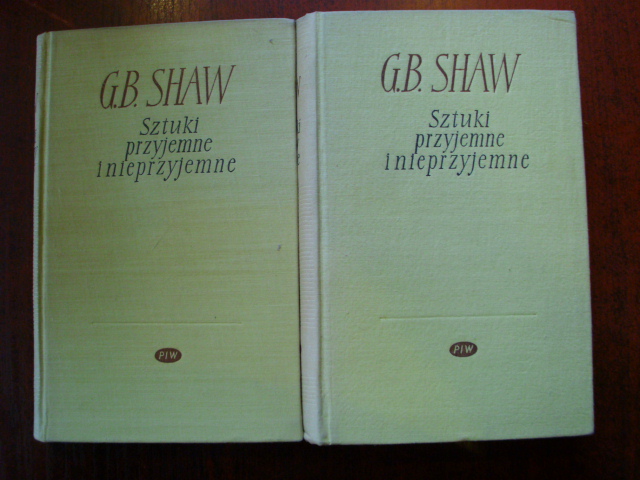 G.B. SHAW
Sztuki
przyjemne
i nieprzyjemne
PIW
G.B. SHAW
Sztuki
przyjemne
i nieprzyjemne
PIW